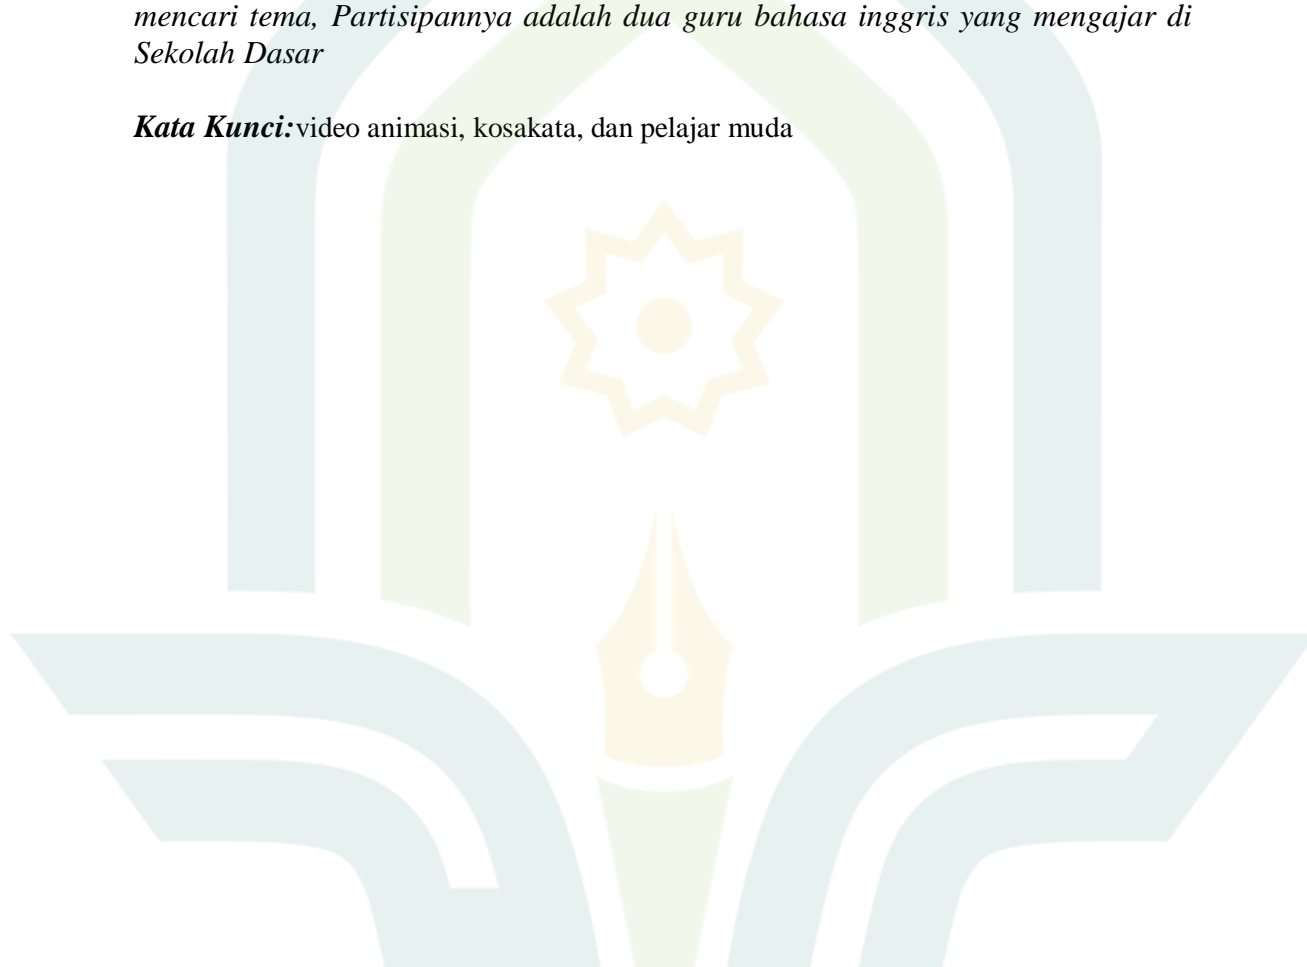 mencari tema, Partisipannya adalah dua guru bahasa inggris yang mengajar di
Sekolah Dasar
Kata Kunci:video animasi, kosakata, dan pelajar muda